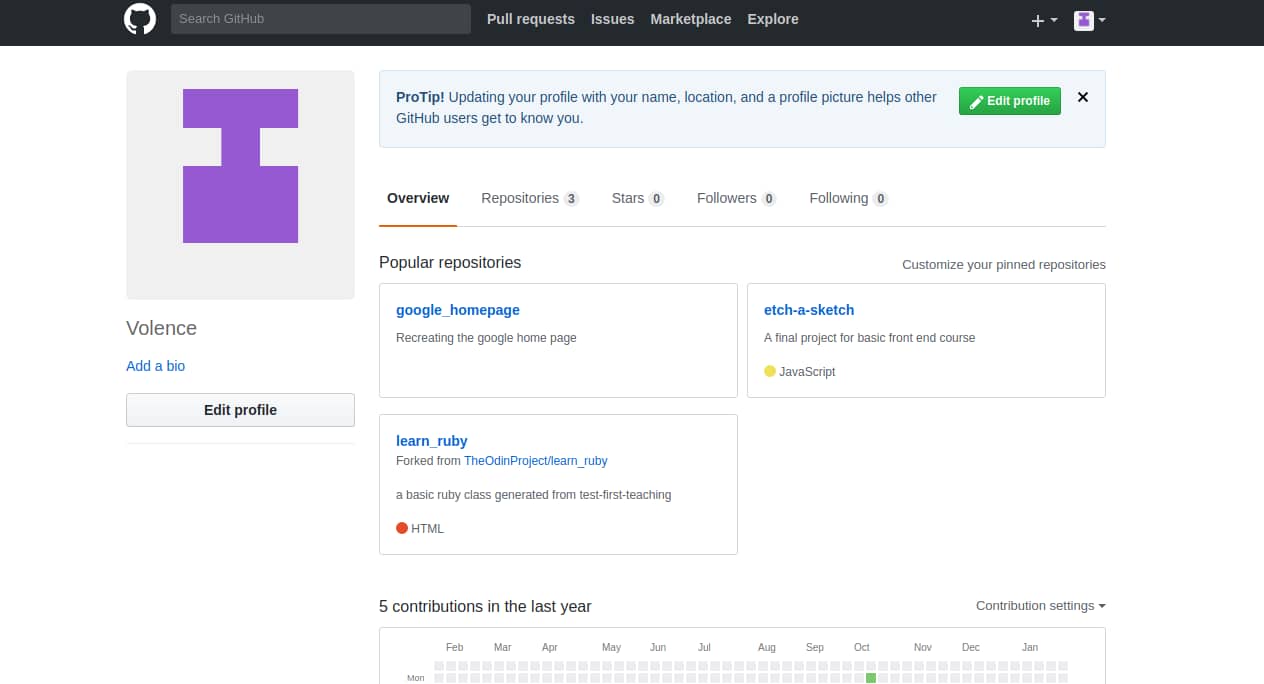 Search GitHub
Pull requests Issues Marketplace Explore
ProTip! Updating your profile with your name, location, and a profile picture helps other
GitHub users get to know you.
Edit profile
Overview Repositories 3 Stars 0 Followers 0 Following 0
Volence
Add a bio
Edit profile
Popular repositories
Customize your pinned repositories
google_homepage
Recreating the google home page
etch-a-sketch
A final project for basic front end course
JavaScript
learn_ruby
Forked from TheOdinProject/learn_ruby
a basic ruby class generated from test-first-teaching
HTML
5 contributions in the last year
Contribution settings
Feb Mar Apr May Jun Jul Aug Sep Oct Nov Dec Jan
Mon